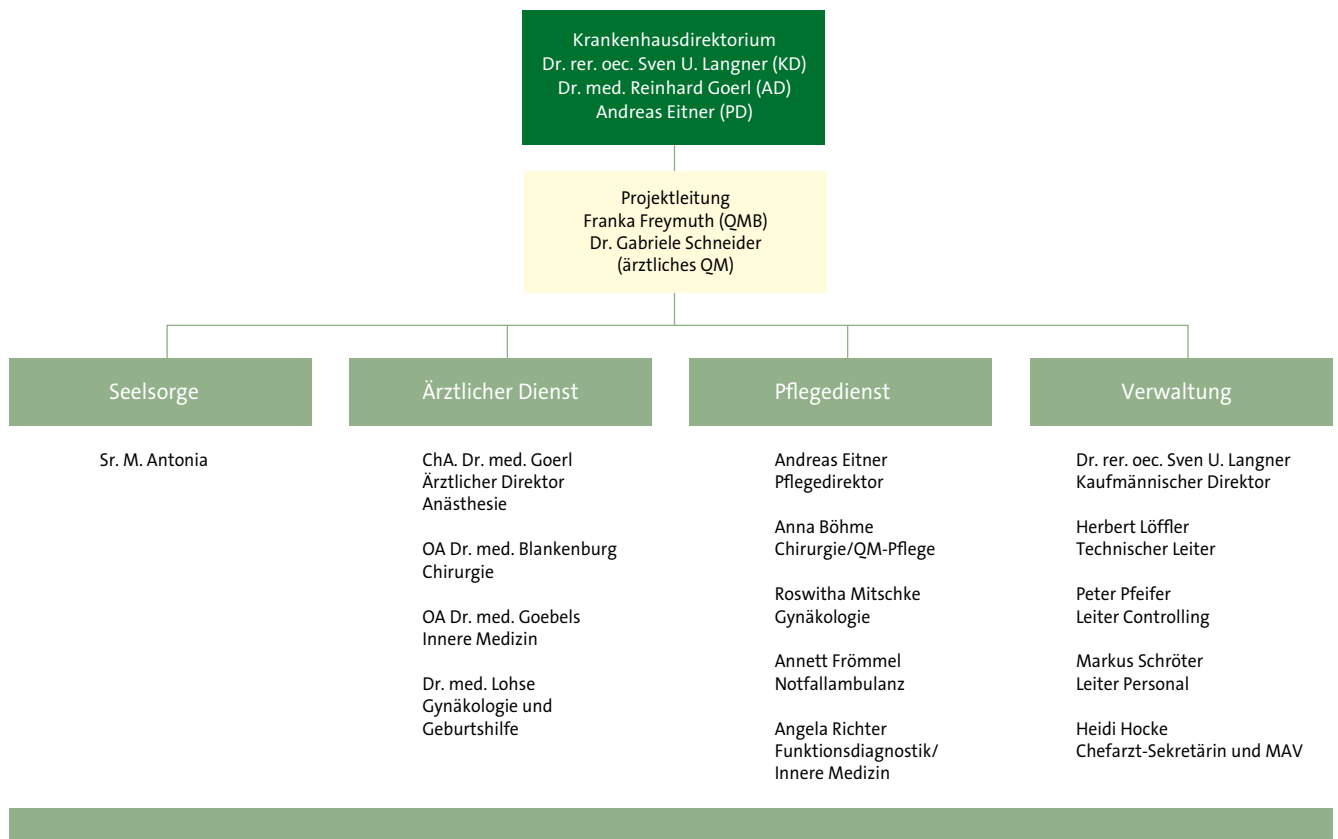 Krankenhausdirektorium
Dr. rer. oec. Sven U. Langner (KD)
Dr. med. Reinhard Goerl (AD)
Andreas Eitner (PD)
Projektleitung
Franka Freymuth (QMB)
Dr. Gabriele Schneider
(ärztliches QM)
Seelsorge
Sr. M. Antonia
Ärztlicher Dienst
ChA. Dr. med. Goerl
Ärztlicher Direktor
Anästhesie
OA Dr. med. Blankenburg
Chirurgie
OA Dr. med. Goebels
Innere Medizin
Dr. med. Lohse
Gynäkologie und
Geburtshilfe
Pflegedienst
Andreas Eitner
Pflegedirektor
Anna Böhme
Chirurgie/QM-Pflege
Roswitha Mitschke
Gynäkologie
Annett Frömmel
Notfallambulanz
Angela Richter
Funktionsdiagnostik/
Innere Medizin
Verwaltung
Dr. rer. oec. Sven U. Langner
Kaufmännischer Direktor
Herbert Löffler
Technischer Leiter
Peter Pfeifer
Leiter Controlling
Markus Schröter
Leiter Personal
Heidi Hocke
Chefarzt-Sekretärin und MAV